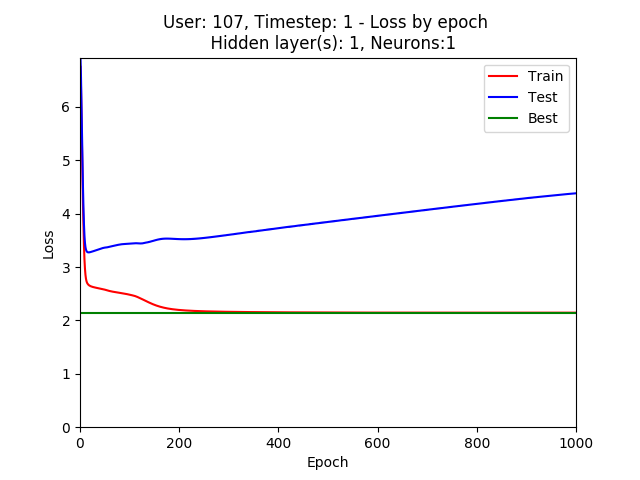 User: 107, Timestep: 1 - Loss by epoch
Hidden layer(s): 1, Neurons:1
Train
Test
Best
6
5
4
3
2
1
0
Loss
0
200
400
600
800
1000
Epoch